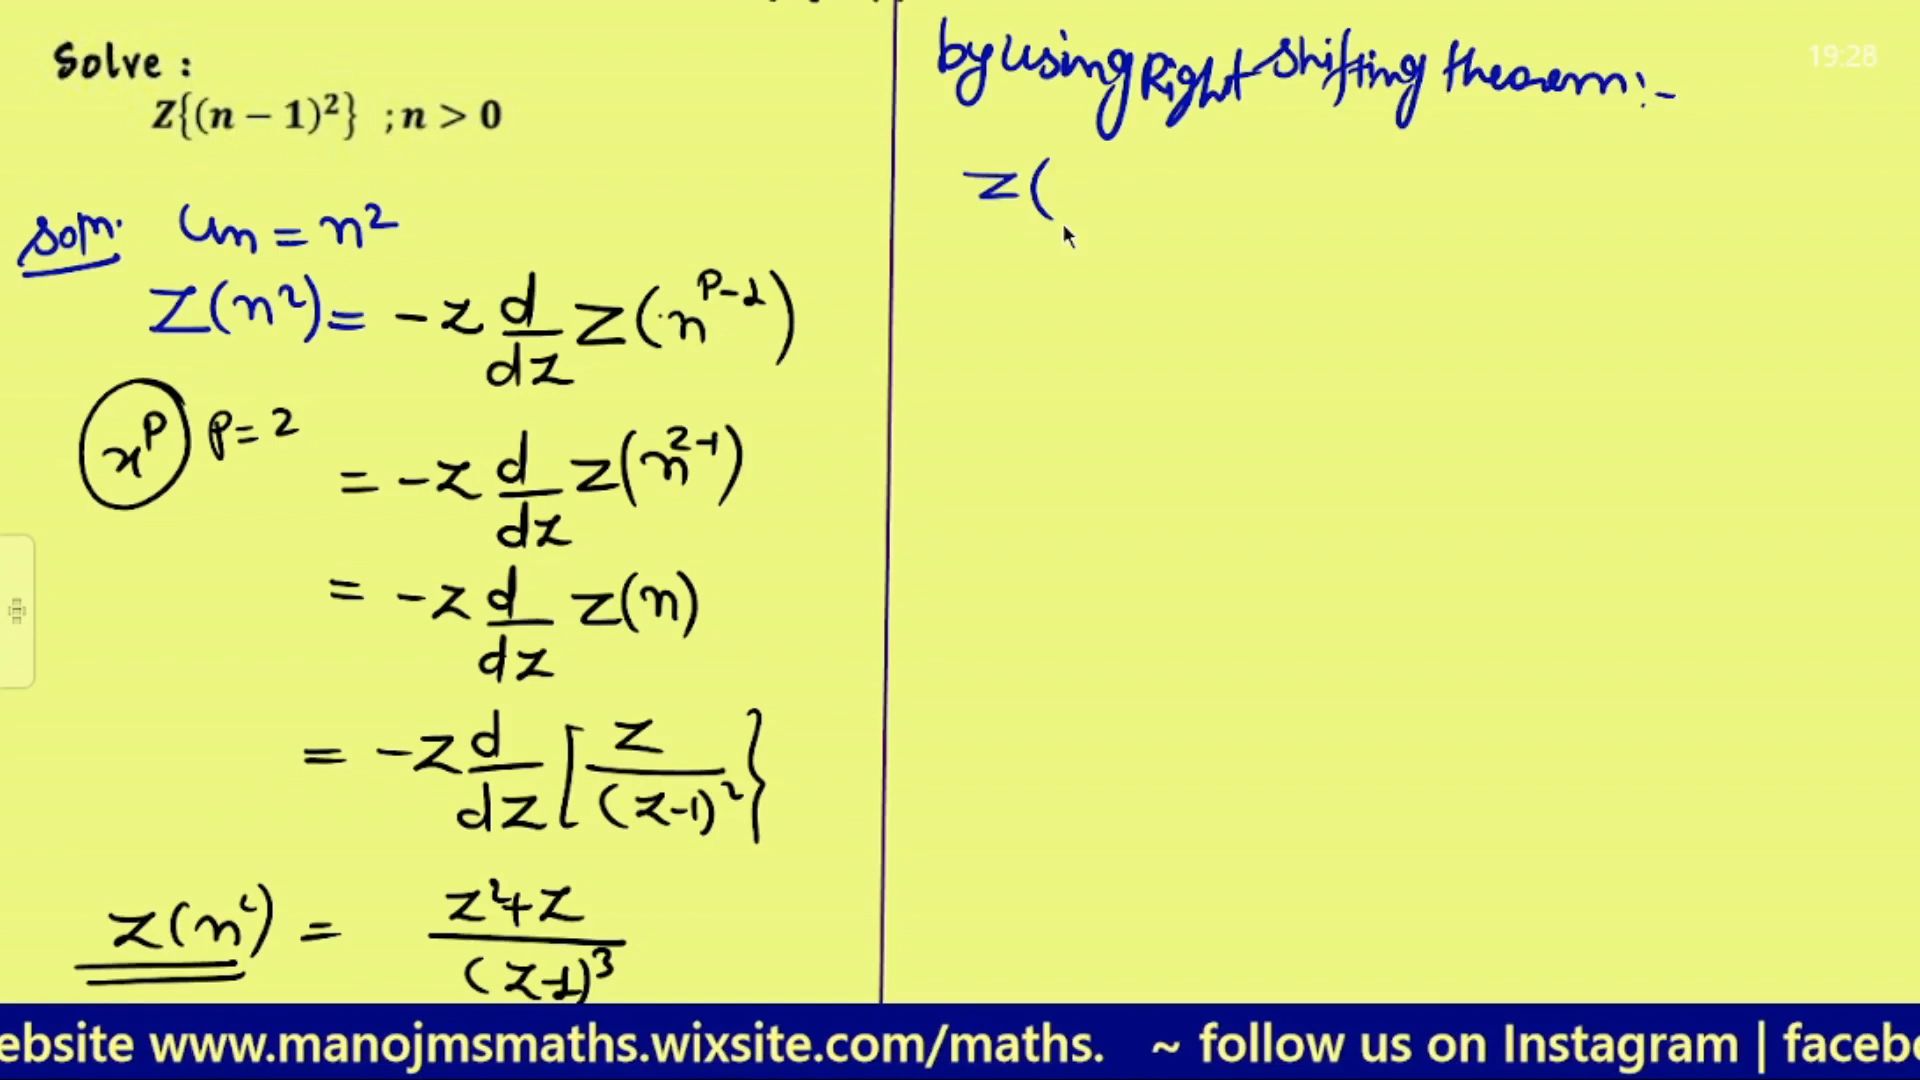 Solve :
Z{(n − 1)²} ; n > 0
Soln. Un = n²
Z(n²) = -z d/dz Z(n^(P-1))
n^P P=2
= -z d/dz Z(n^(2-1))
= -z d/dz Z(n)
= -z d/dz [z/(z-1)²}
Z(n²) = z²+z/(z-1)³
by using Right Shifting theorem :-
Z(
19:28
ebsite www.manojmsmaths.wixsite.com/maths. ~ follow us on Instagram | facebo